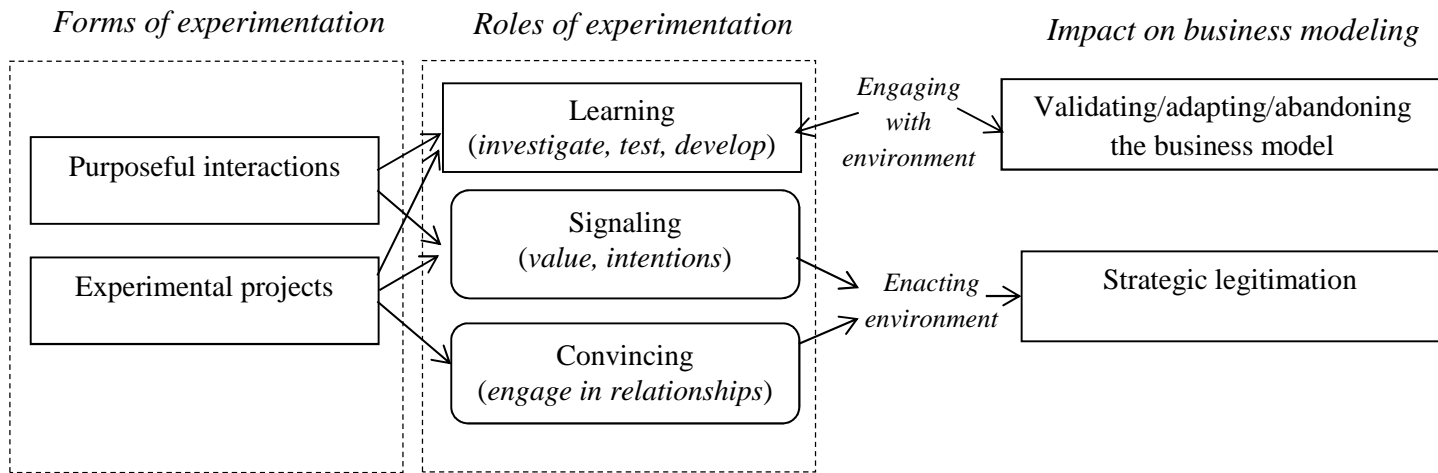 Forms of experimentation
Roles of experimentation
Impact on business modeling
Purposeful interactions
Experimental projects
Learning
(investigate, test, develop)
Signaling
(value, intentions)
Convincing
(engage in relationships)
Engaging
with
environment
Enacting
environment
Validating/adapting/abandoning
the business model
Strategic legitimation